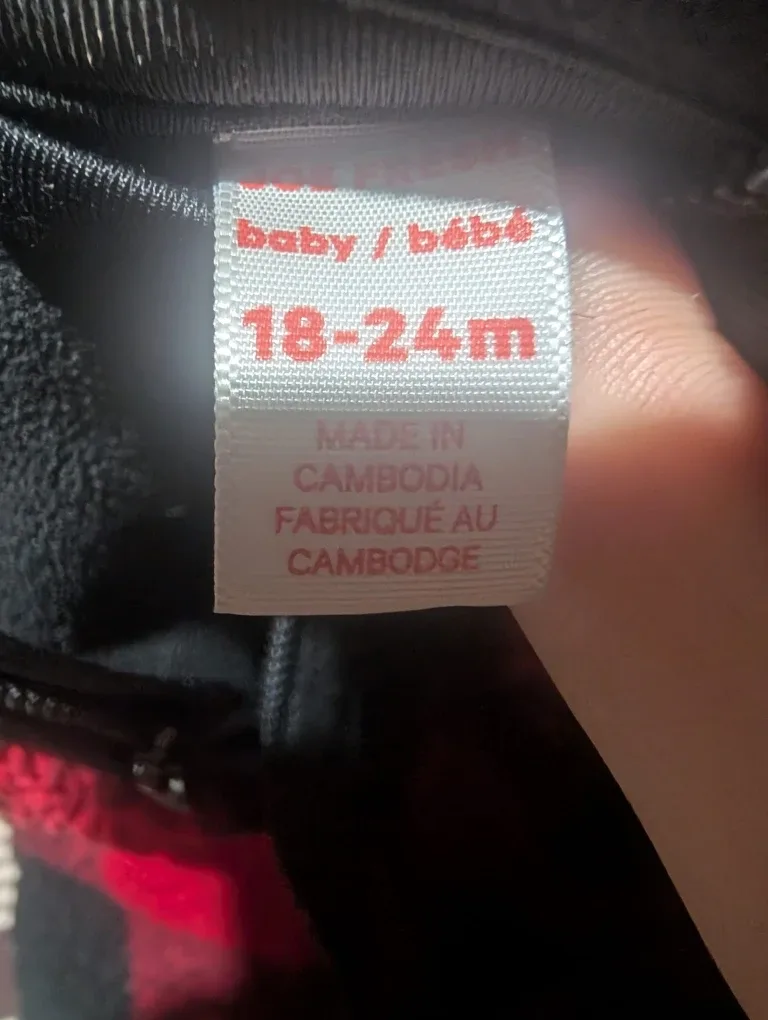 baby / bébé
18-24m
MADE IN
CAMBODIA
FABRIQUÉ AU
CAMBODGE